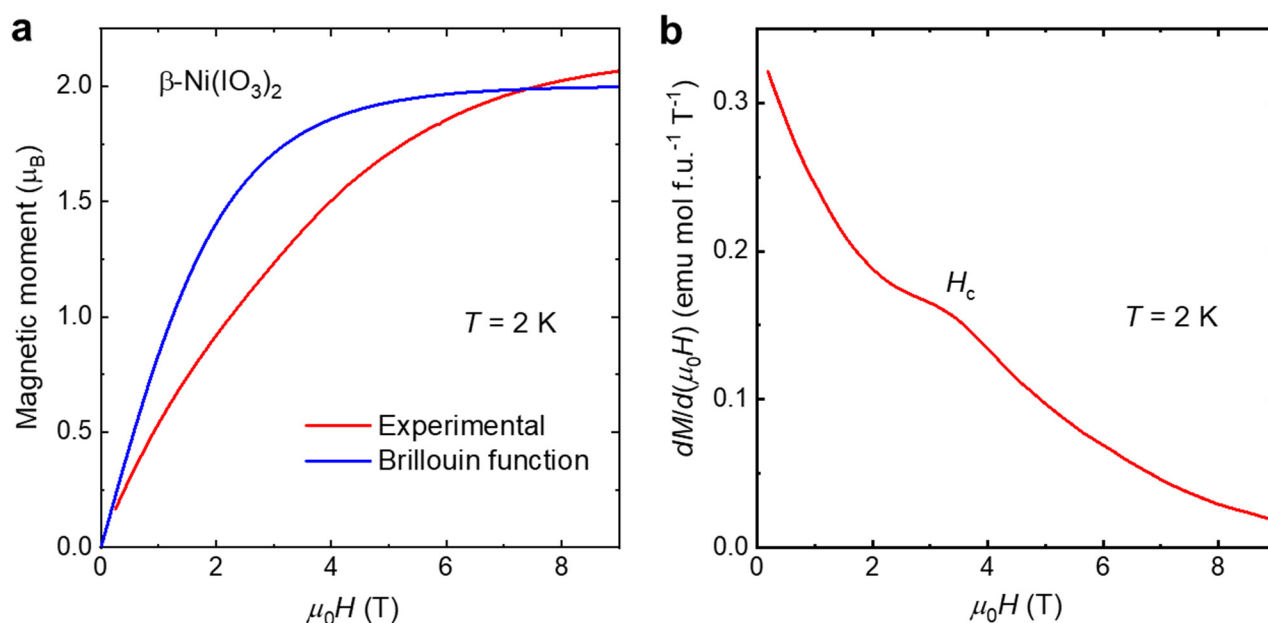 a
β-Ni(IO₃)₂
Magnetic moment (μ_B)
2.0
1.5
1.0
0.5
0.0
T = 2 K
Experimental
Brillouin function
0 2 4 6 8
μ₀H (T)
b
dM/d(μ₀H) (emu mol f.u.⁻¹ T⁻¹)
0.3
0.2
0.1
0.0
H_c
T = 2 K
0 2 4 6 8
μ₀H (T)